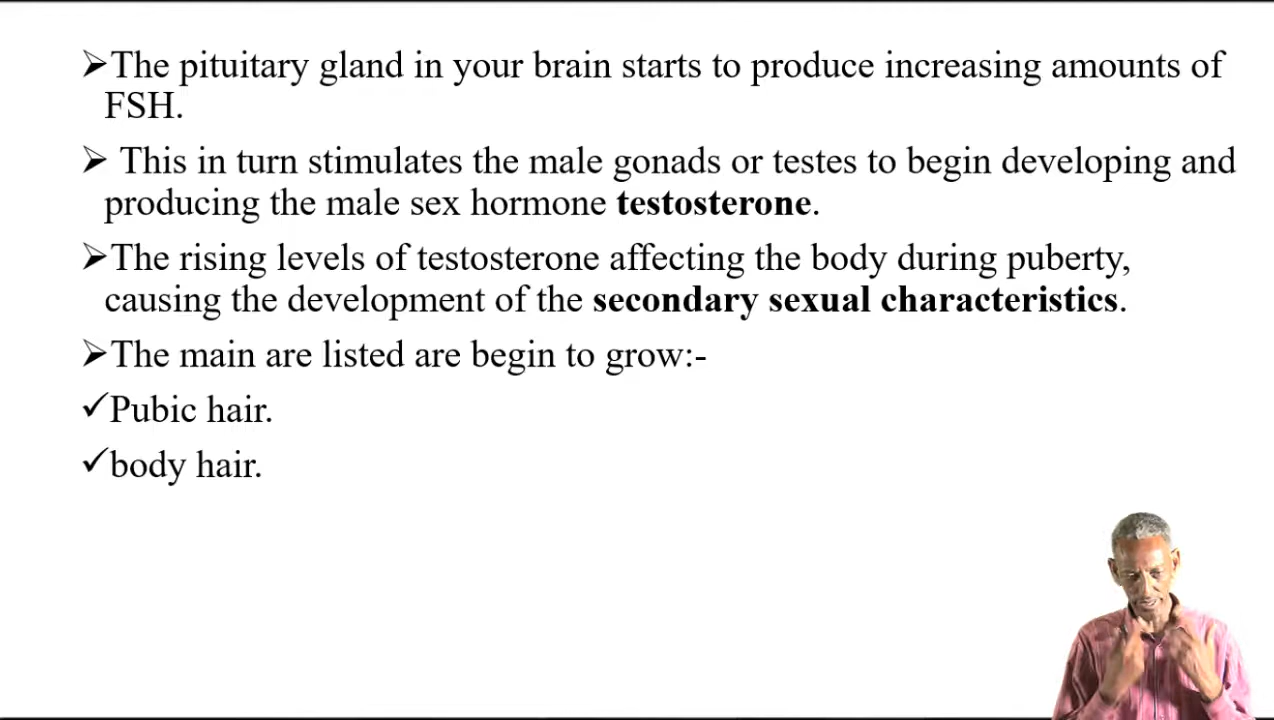 ➢The pituitary gland in your brain starts to produce increasing amounts of
FSH.
➢ This in turn stimulates the male gonads or testes to begin developing and
producing the male sex hormone testosterone.
➢The rising levels of testosterone affecting the body during puberty,
causing the development of the secondary sexual characteristics.
➢The main are listed are begin to grow:-
✓Pubic hair.
✓body hair.